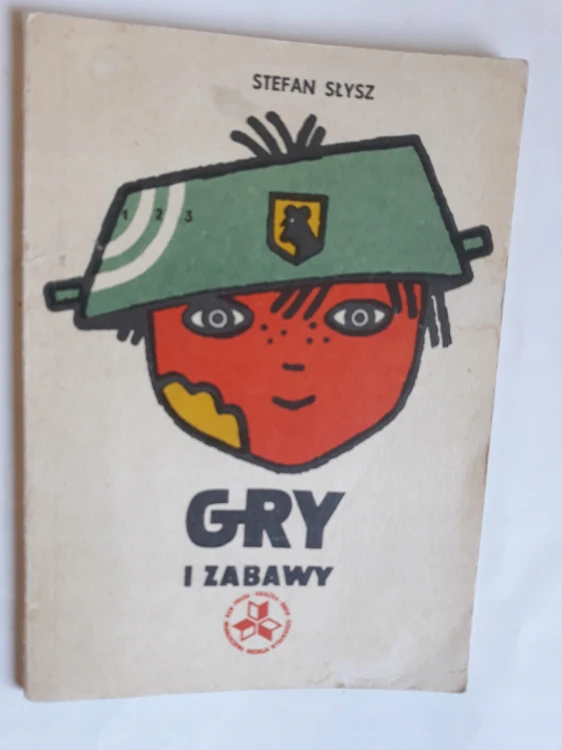 STEFAN SŁYSZ
1 2 3
GRY
I ZABAWY